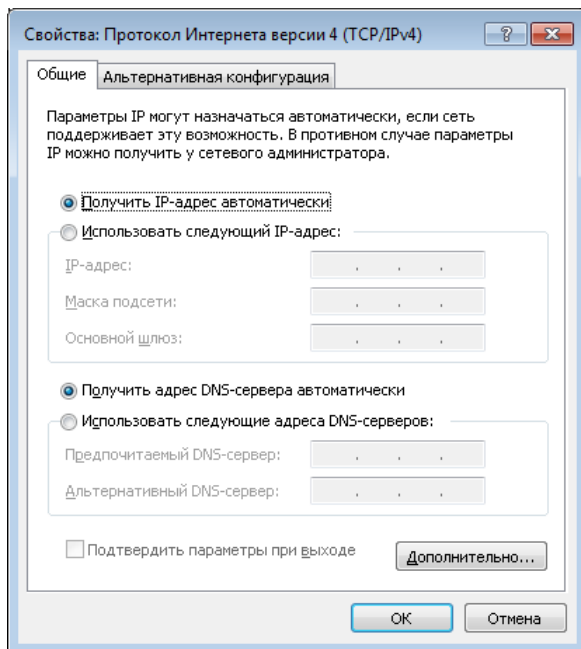 Свойства: Протокол Интернета версии 4 (TCP/IPv4)
Общие
Альтернативная конфигурация
Параметры IP могут назначаться автоматически, если сеть
поддерживает эту возможность. В противном случае параметры
IP можно получить у сетевого администратора.
Получить IP-адрес автоматически
Использовать следующий IP-адрес:
IP-адрес:
Маска подсети:
Основной шлюз:
Получить адрес DNS-сервера автоматически
Использовать следующие адреса DNS-серверов:
Предпочитаемый DNS-сервер:
Альтернативный DNS-сервер:
Подтвердить параметры при выходе
Дополнительно...
ОК
Отмена